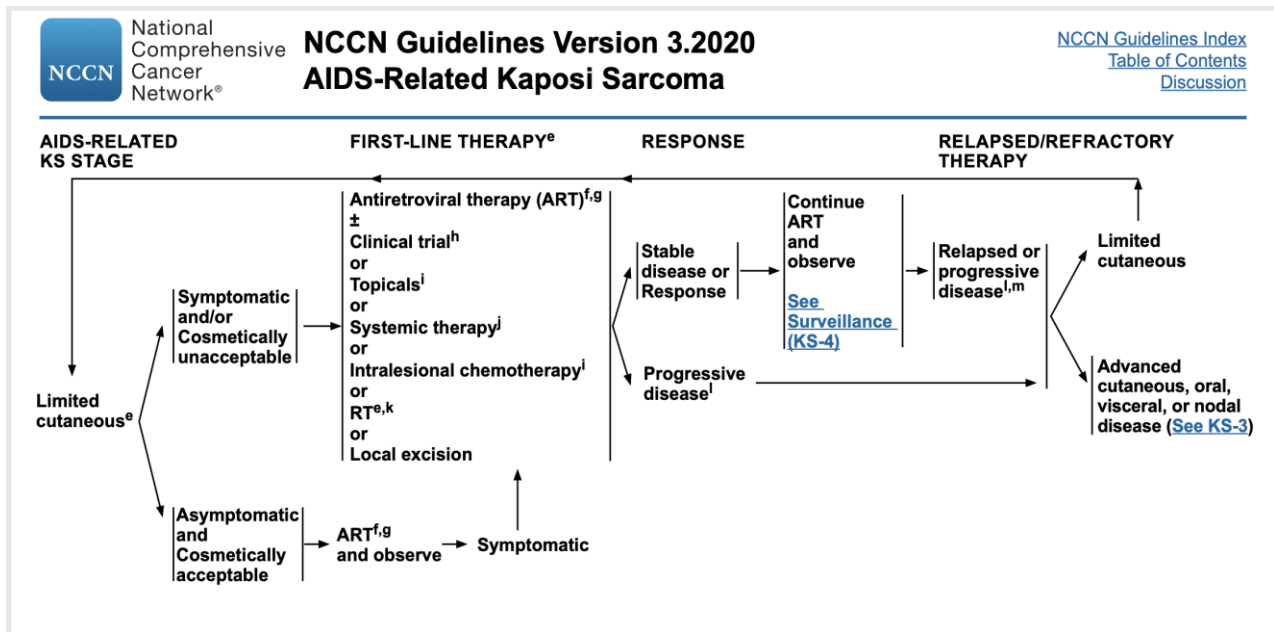 National
Comprehensive
Cancer
Network®
NCCN
NCCN Guidelines Version 3.2020
AIDS-Related Kaposi Sarcoma
NCCN Guidelines Index
Table of Contents
Discussion
AIDS-RELATED
KS STAGE
FIRST-LINE THERAPYe
RESPONSE
RELAPSED/REFRACTORY
THERAPY
Limited
cutaneouse
Symptomatic
and/or
Cosmetically
unacceptable
Asymptomatic
and
Cosmetically
acceptable
ARTf,g
and observe
Symptomatic
Antiretroviral therapy (ART)f,g
±
Clinical trialh
or
Topicalsi
or
Systemic therapyj
or
Intralesional chemotherapyi
or
RTe,k
or
Local excision
Stable
disease or
Response
Progressive
diseasel
Continue
ART
and
observe
See
Surveillance
(KS-4)
Relapsed or
progressive
diseasel,m
Limited
cutaneous
Advanced
cutaneous, oral,
visceral, or nodal
disease (See KS-3)